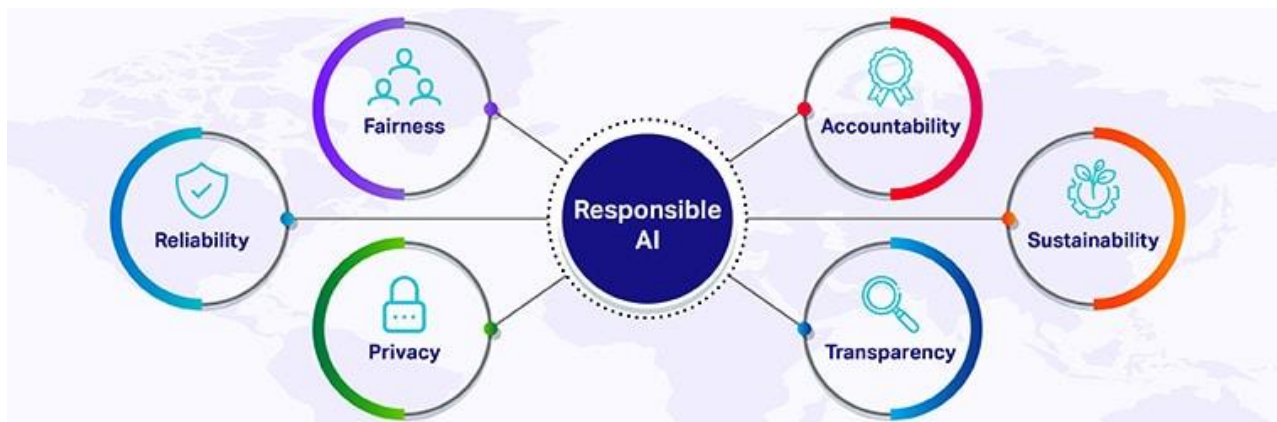 Fairness
Accountability
Reliability
Responsible
AI
Sustainability
Privacy
Transparency